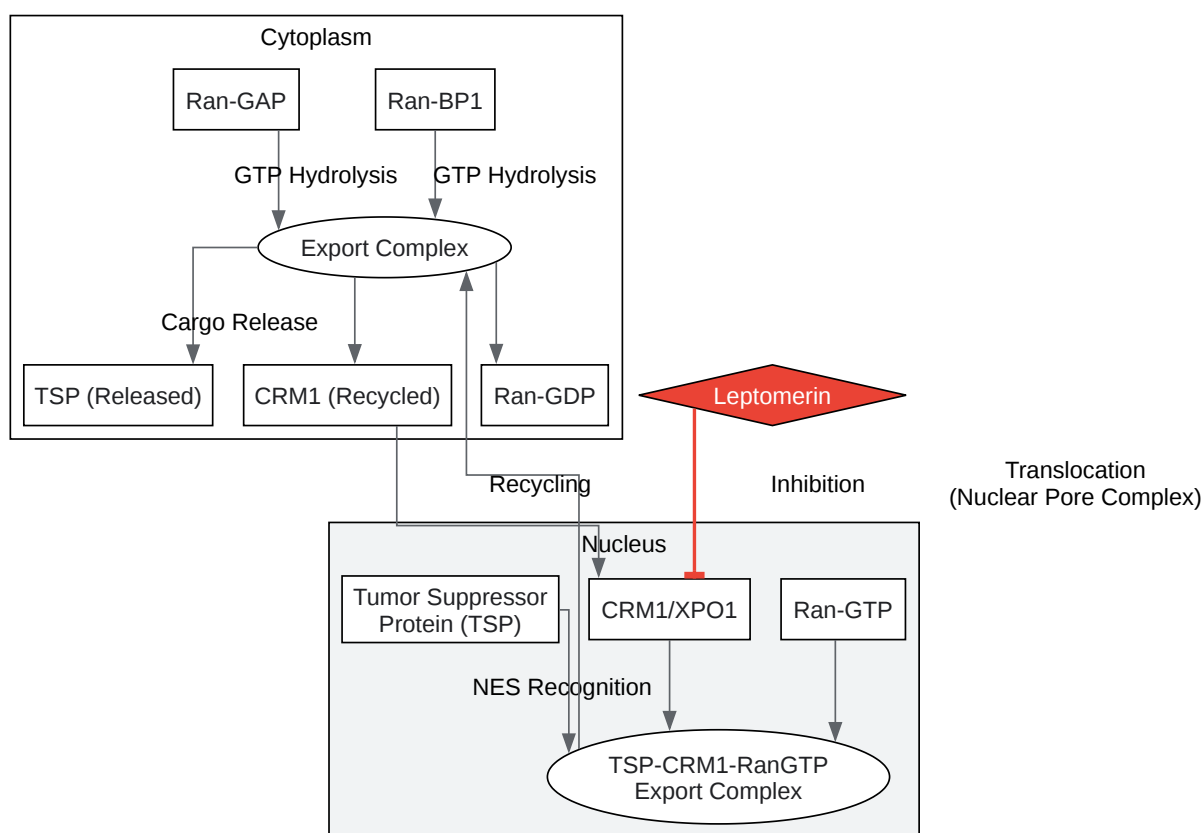 Cytoplasm
Ran-GAP
Ran-BP1
GTP Hydrolysis
GTP Hydrolysis
Export Complex
Cargo Release
TSP (Released)
CRM1 (Recycled)
Ran-GDP
Leptomerin
Recycling
Inhibition
Translocation
(Nuclear Pore Complex)
Nucleus
Tumor Suppressor
Protein (TSP)
CRM1/XPO1
Ran-GTP
NES Recognition
TSP-CRM1-RanGTP
Export Complex